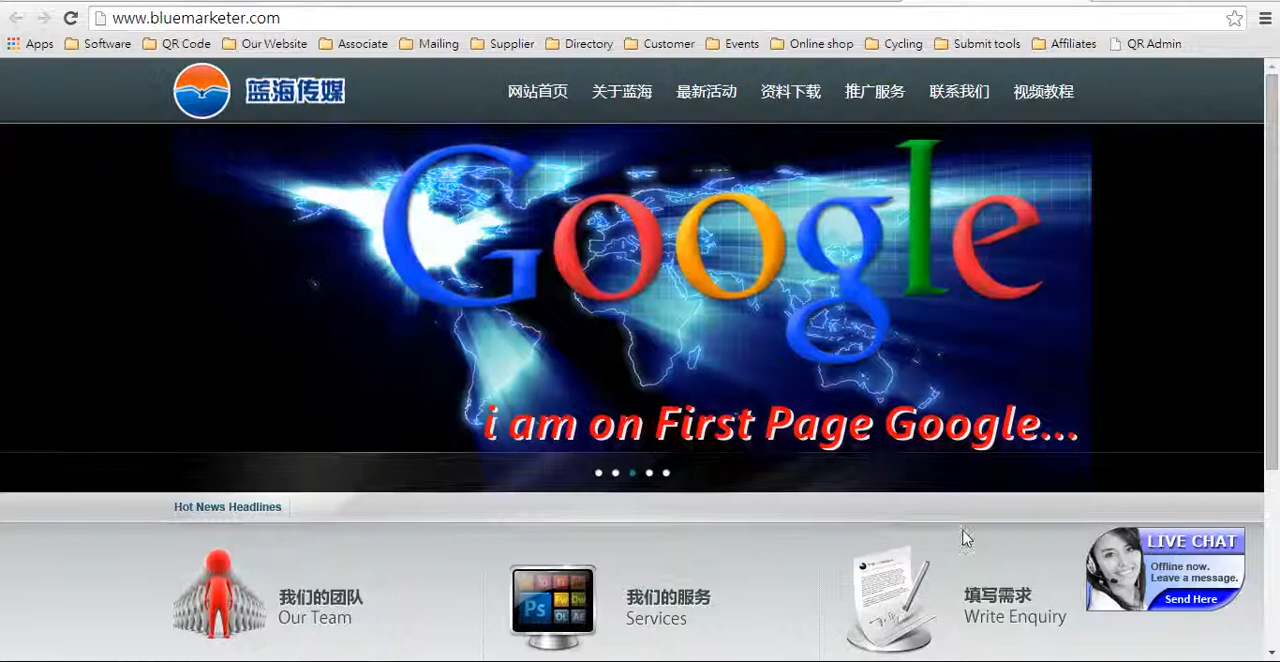 www.bluemarketer.com
Apps Software QR Code Our Website Associate Mailing Supplier Directory Customer Events Online shop Cycling Submit tools Affiliates QR Admin
蓝海传媒
网站首页 关于蓝海 最新活动 资料下载 推广服务 联系我们 视频教程
Google
i am on First Page Google...
Hot News Headlines
LIVE CHAT
Offline now.
Leave a message.
Send Here
我们的团队
Our Team
Ps
Fw
Dw
我们的服务
Services
填写需求
Write Enquiry